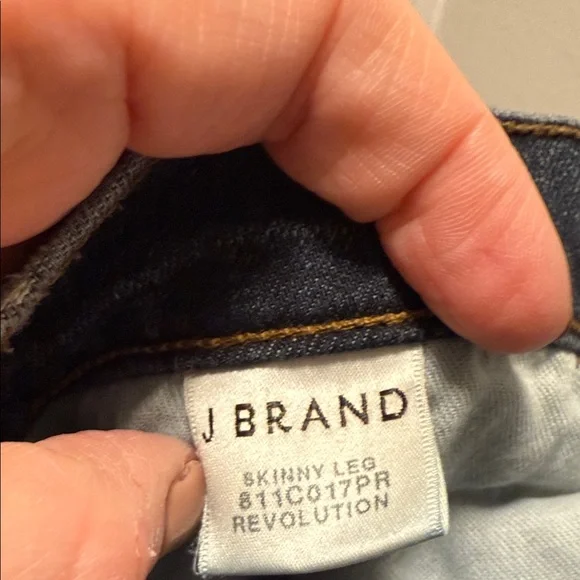 J BRAND
SKINNY LEG
811C017PR
REVOLUTION